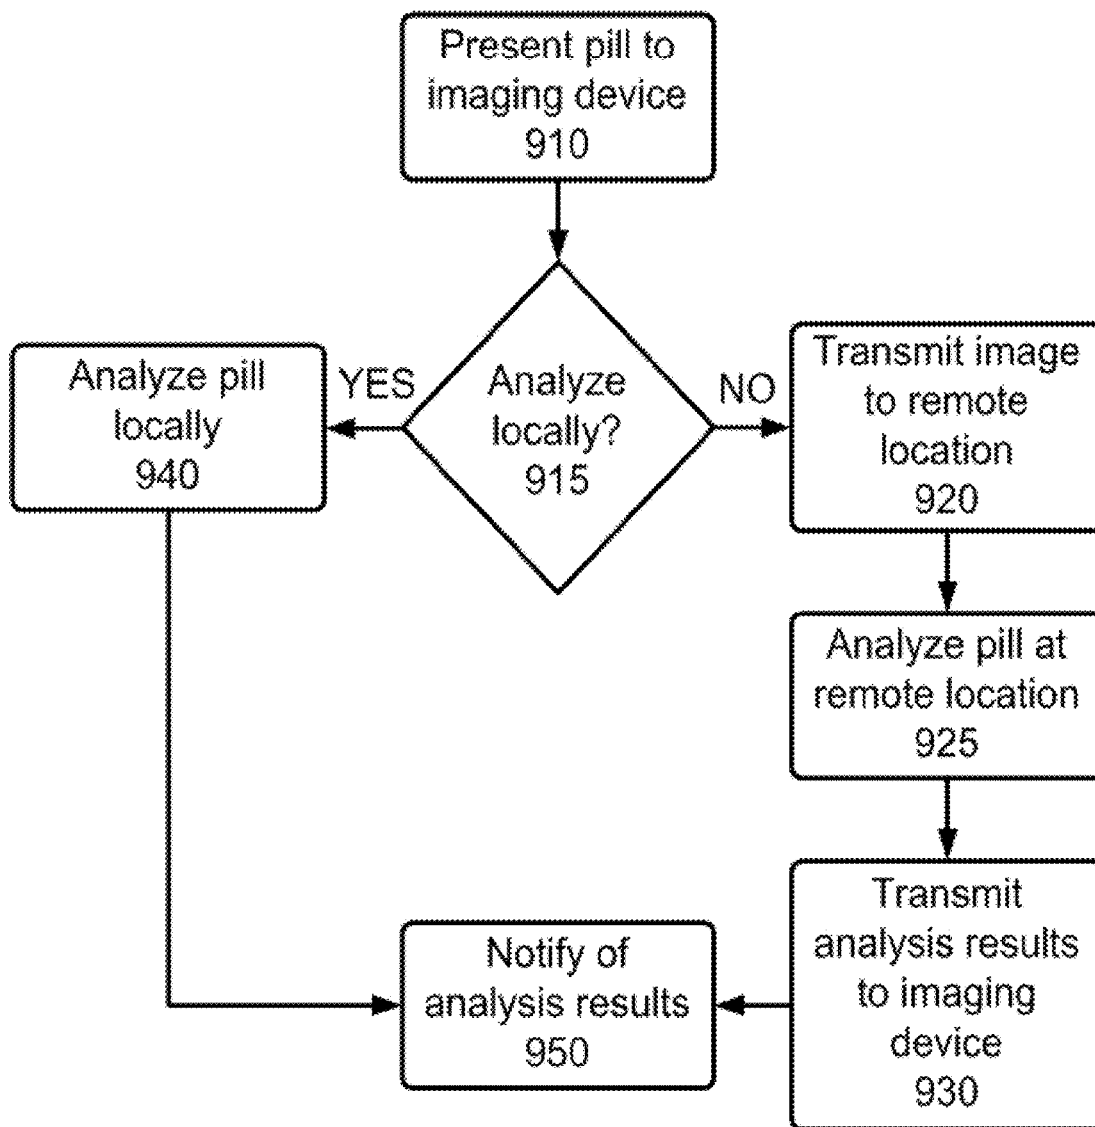 Present pill to
imaging device
910
Analyze pill
locally
940
YES
Analyze
locally?
915
NO
Transmit image
to remote
location
920
Analyze pill at
remote location
925
Transmit
analysis results
to imaging
device
930
Notify of
analysis results
950